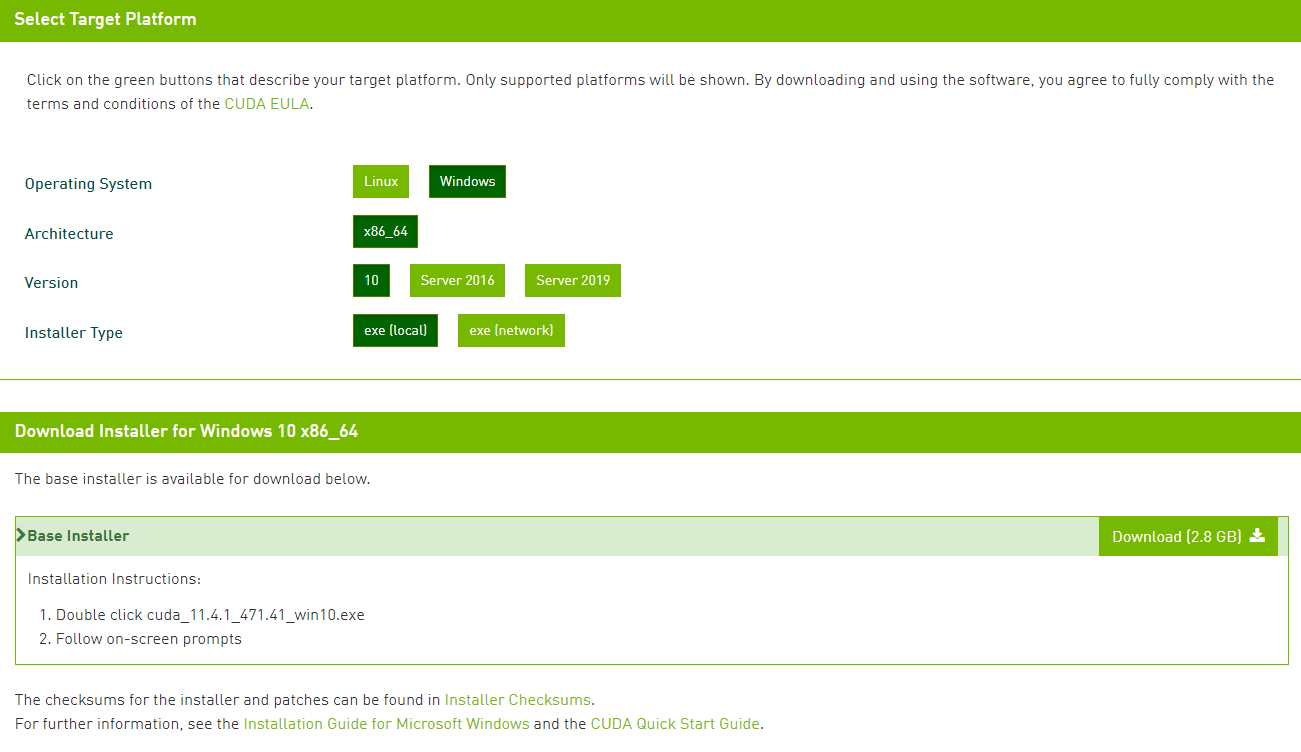 Select Target Platform
Click on the green buttons that describe your target platform. Only supported platforms will be shown. By downloading and using the software, you agree to fully comply with the
terms and conditions of the CUDA EULA.
Operating System Linux Windows
Architecture x86_64
Version 10 Server 2016 Server 2019
Installer Type exe (local) exe (network)
Download Installer for Windows 10 x86_64
The base installer is available for download below.
Base Installer Download (2.8 GB)
Installation Instructions:
1. Double click cuda_11.4.1_471.41_win10.exe
2. Follow on-screen prompts
The checksums for the installer and patches can be found in Installer Checksums.
For further information, see the Installation Guide for Microsoft Windows and the CUDA Quick Start Guide.